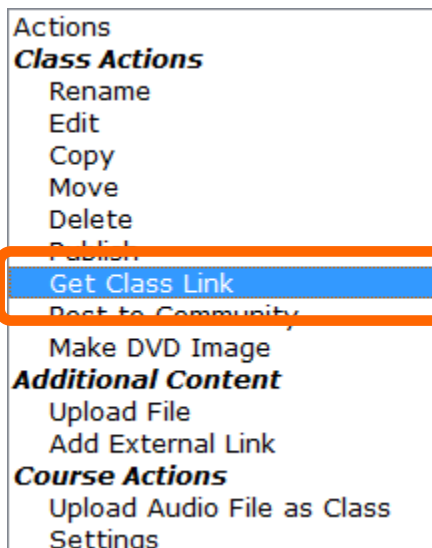 Actions
Class Actions
Rename
Edit
Copy
Move
Delete
Publish
Get Class Link
Post to Community
Make DVD Image
Additional Content
Upload File
Add External Link
Course Actions
Upload Audio File as Class
Settings